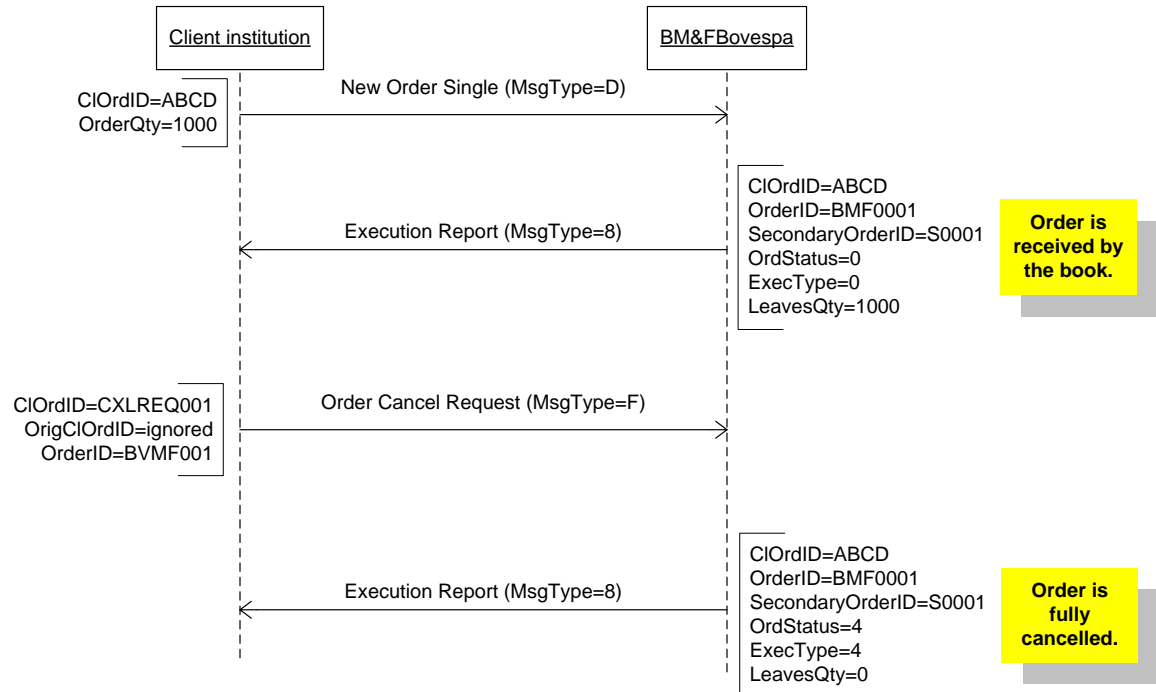 Client institution
BM&FBovespa
New Order Single (MsgType=D)
ClOrdID=ABCD
OrderQty=1000
ClOrdID=ABCD
OrderID=BMF0001
SecondaryOrderID=S0001
OrdStatus=0
ExecType=0
LeavesQty=1000
Order is
received by
the book.
Execution Report (MsgType=8)
ClOrdID=CXLREQ001
OrigClOrdID=ignored
OrderID=BVMF001
Order Cancel Request (MsgType=F)
ClOrdID=ABCD
OrderID=BMF0001
SecondaryOrderID=S0001
OrdStatus=4
ExecType=4
LeavesQty=0
Execution Report (MsgType=8)
Order is
fully
cancelled.